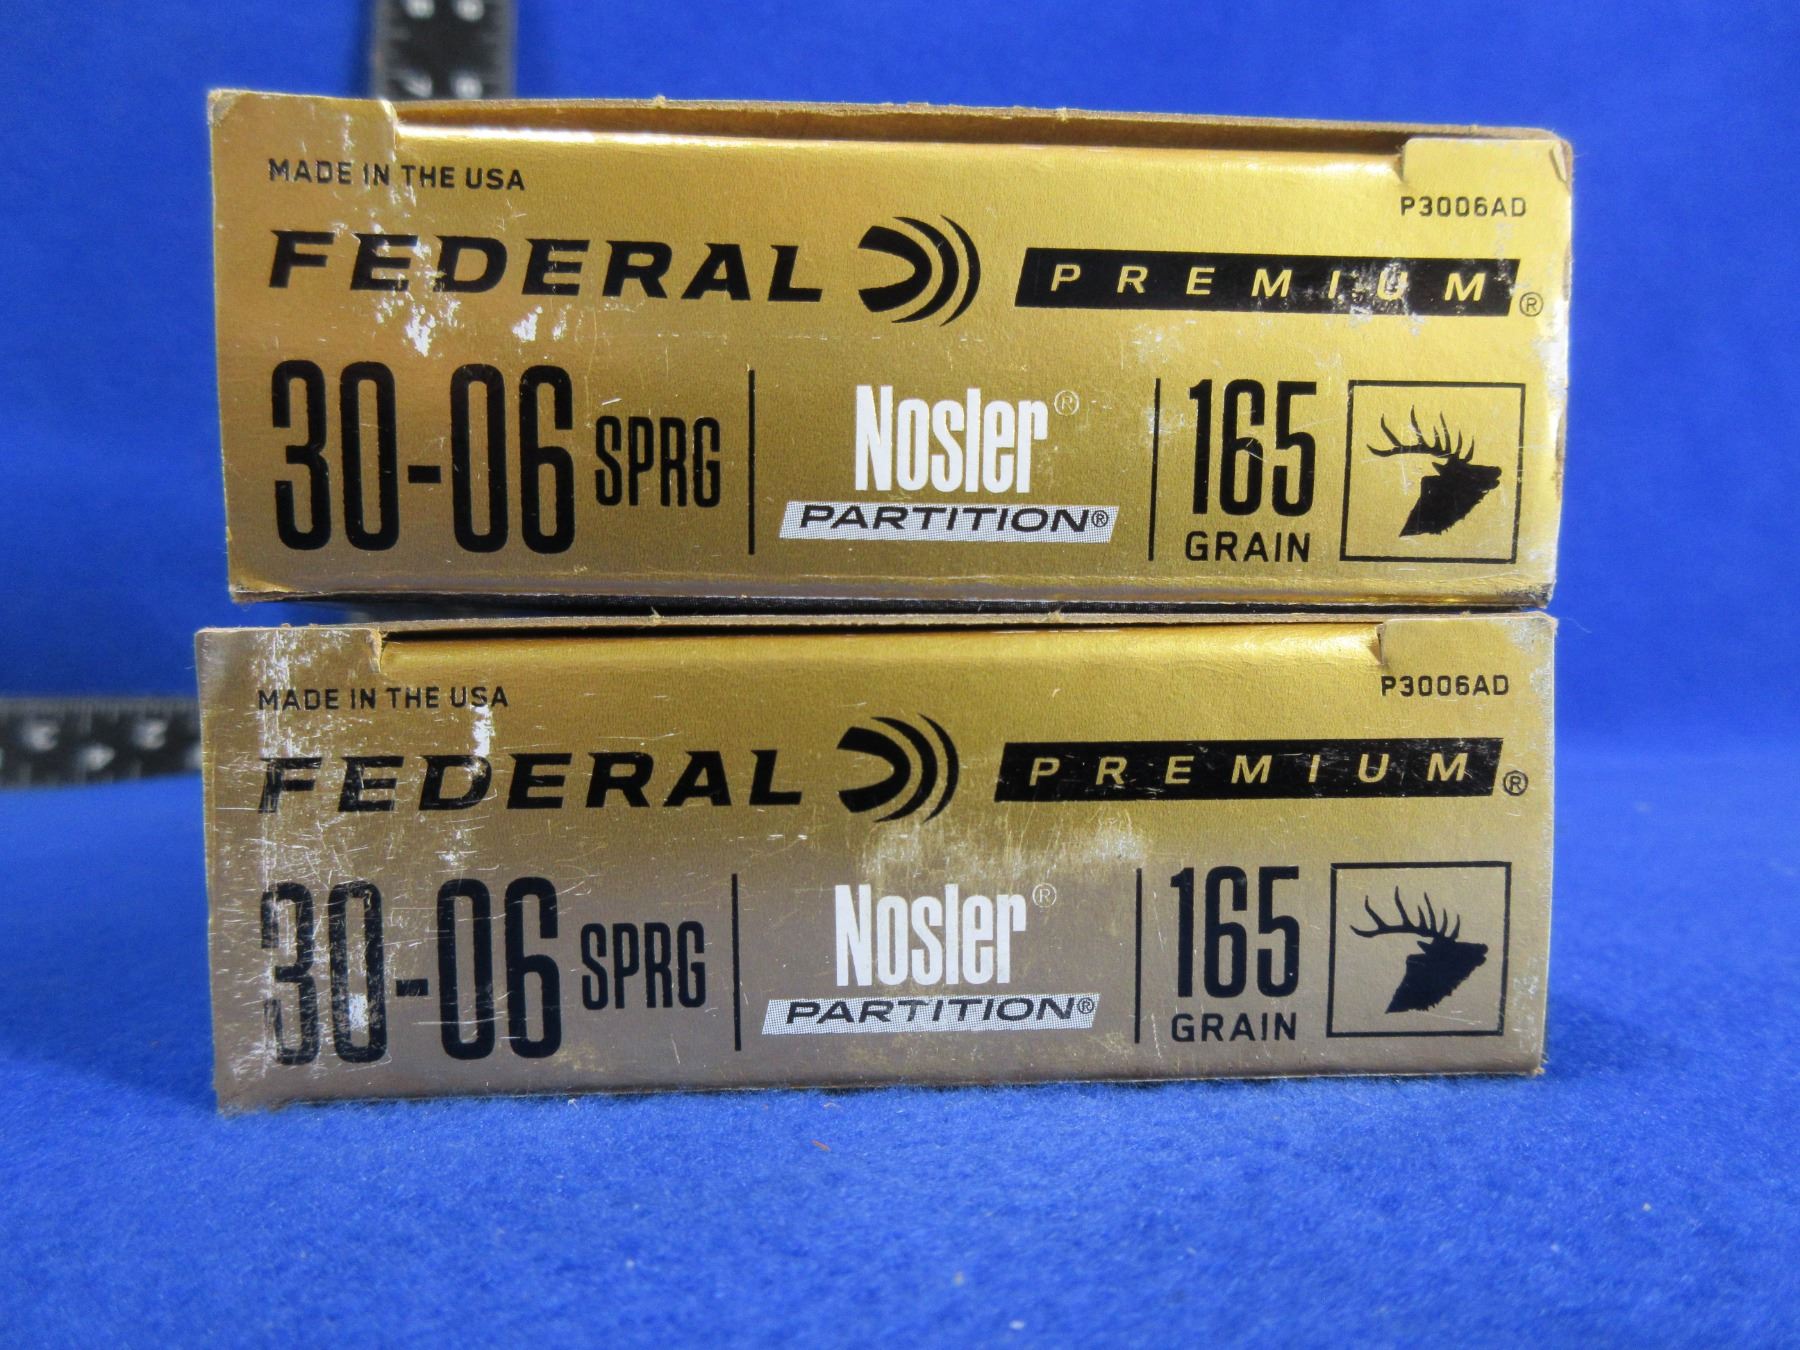 MADE IN THE USA
P3006AD
FEDERAL PREMIUM®
30-06 SPRG
Nosler®
PARTITION®
165
GRAIN
MADE IN THE USA
P3006AD
FEDERAL PREMIUM®
30-06 SPRG
Nosler®
PARTITION®
165
GRAIN